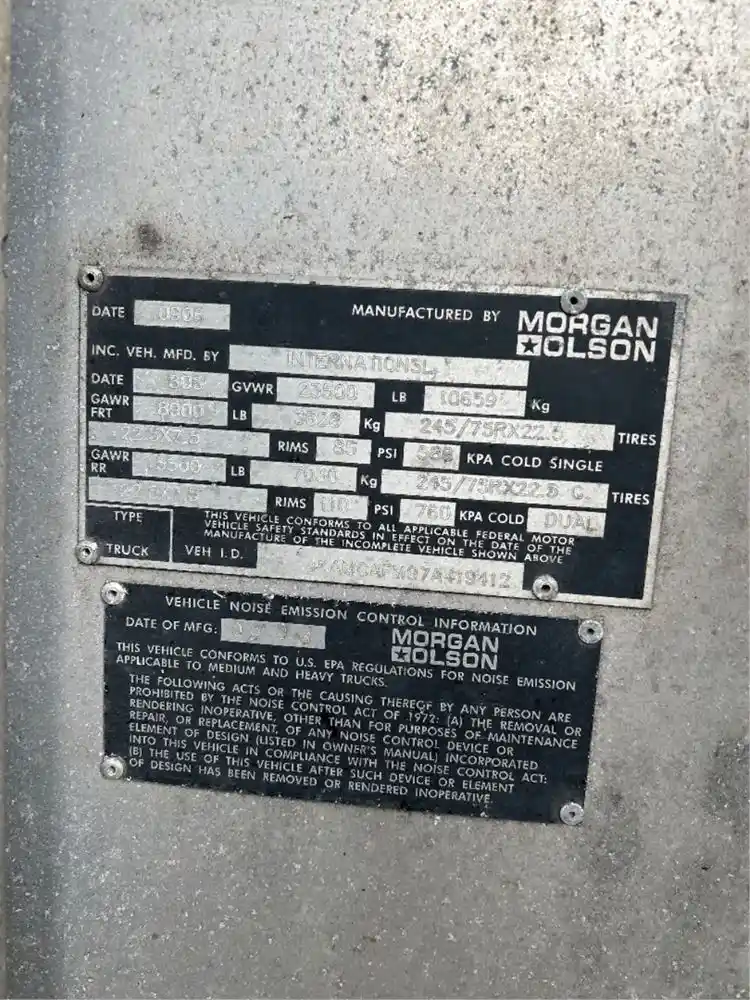 DATE 0906 MANUFACTURED BY MORGAN OLSON
INC. VEH. MFD. BY INTERNATIONSL,
DATE GVWR 23500 LB 10659 Kg
GAWR FRT 8000 LB Kg 245/75RX22.5 TIRES
22.5X7.5 RIMS 85 PSI KPA COLD SINGLE
GAWR RR LB Kg 245/75RX22.5 G. TIRES
RIMS 110 PSI 760 KPA COLD DUAL
TYPE TRUCK
THIS VEHICLE CONFORMS TO ALL APPLICABLE FEDERAL MOTOR
VEHICLE SAFETY STANDARDS IN EFFECT ON THE DATE OF THE
MANUFACTURE OF THE INCOMPLETE VEHICLE SHOWN ABOVE
VEH I.D.
VEHICLE NOISE EMISSION CONTROL INFORMATION
DATE OF MFG: MORGAN OLSON
THIS VEHICLE CONFORMS TO U.S. EPA REGULATIONS FOR NOISE EMISSION
APPLICABLE TO MEDIUM AND HEAVY TRUCKS.
THE FOLLOWING ACTS OR THE CAUSING THEREOF BY ANY PERSON ARE
PROHIBITED BY THE NOISE CONTROL ACT OF 1972: (A) THE REMOVAL OR
RENDERING INOPERATIVE, OTHER THAN FOR PURPOSES OF MAINTENANCE
REPAIR, OR REPLACEMENT, OF ANY NOISE CONTROL DEVICE OR
ELEMENT OF DESIGN (LISTED IN OWNER'S MANUAL) INCORPORATED
INTO THIS VEHICLE IN COMPLIANCE WITH THE NOISE CONTROL ACT:
(B) THE USE OF THIS VEHICLE AFTER SUCH DEVICE OR ELEMENT
OF DESIGN HAS BEEN REMOVED OR RENDERED INOPERATIVE.